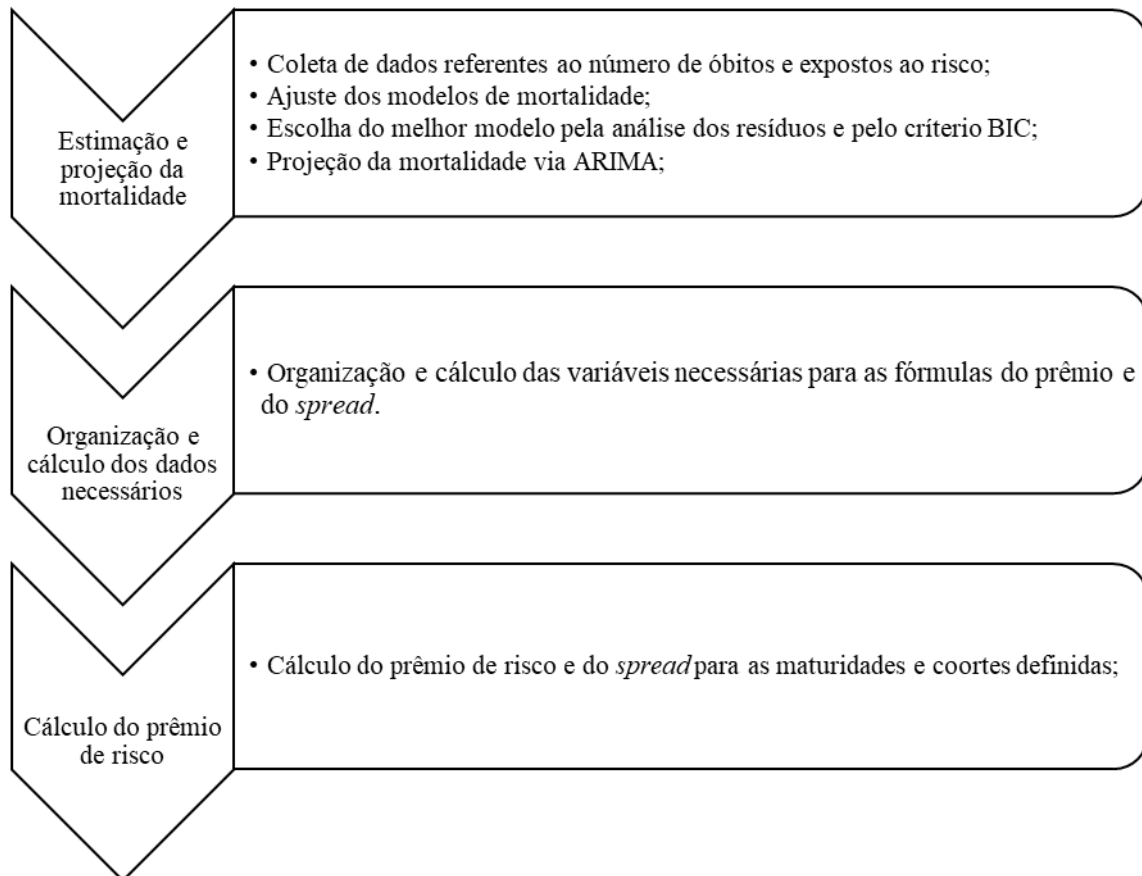 Estimação e
projeção da
mortalidade
• Coleta de dados referentes ao número de óbitos e expostos ao risco;
• Ajuste dos modelos de mortalidade;
• Escolha do melhor modelo pela análise dos resíduos e pelo críterio BIC;
• Projeção da mortalidade via ARIMA;
Organização e
cálculo dos dados
necessários
• Organização e cálculo das variáveis necessárias para as fórmulas do prêmio e
do spread.
Cálculo do prêmio
de risco
• Cálculo do prêmio de risco e do spread para as maturidades e coortes definidas;